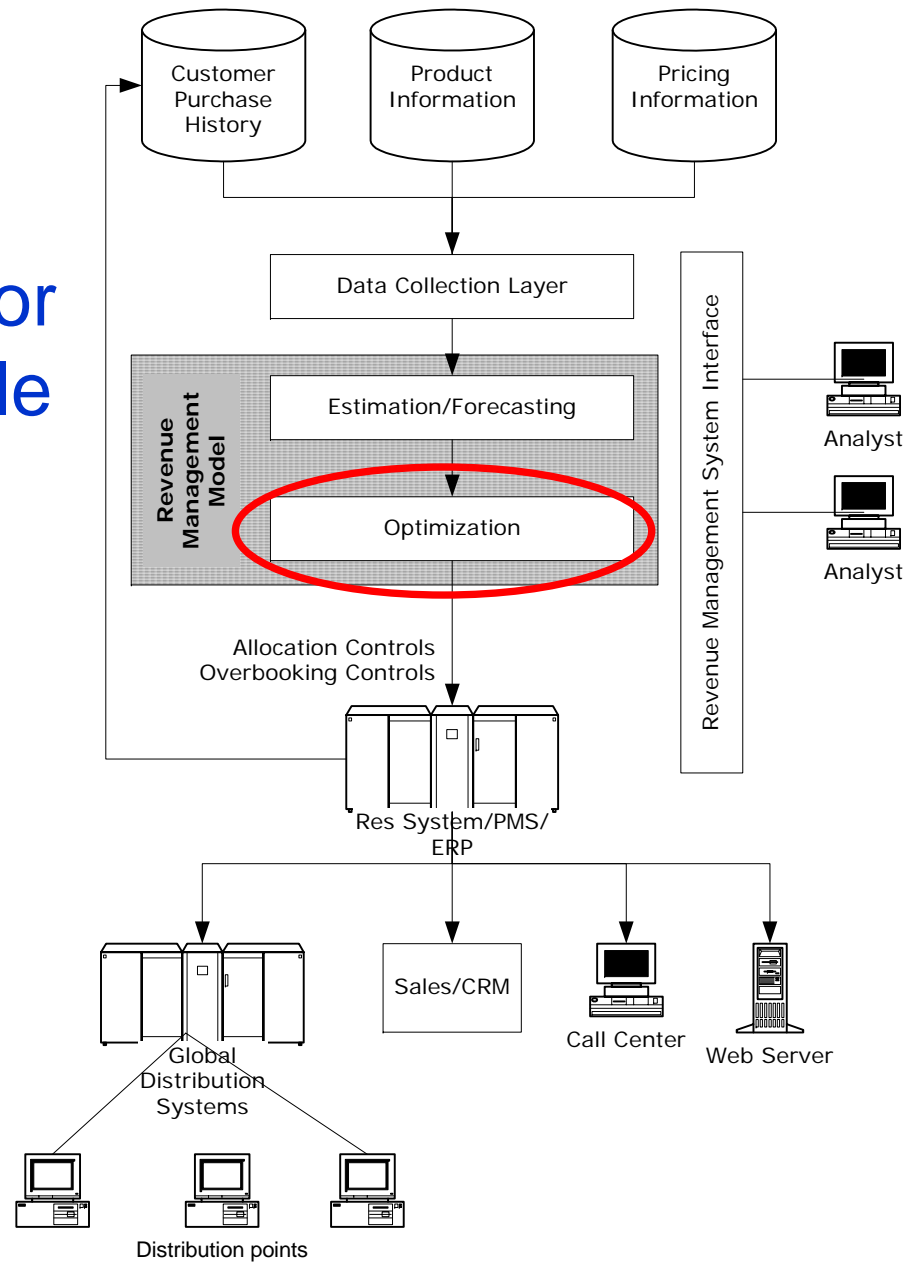 Customer
Purchase
History
Product
Information
Pricing
Information
or
le
Data Collection Layer
Revenue
Management
Model
Estimation/Forecasting
Optimization
Revenue Management System Interface
Analyst
Analyst
Allocation Controls
Overbooking Controls
Res System/PMS/
ERP
Global
Distribution
Systems
Sales/CRM
Call Center
Web Server
Distribution points